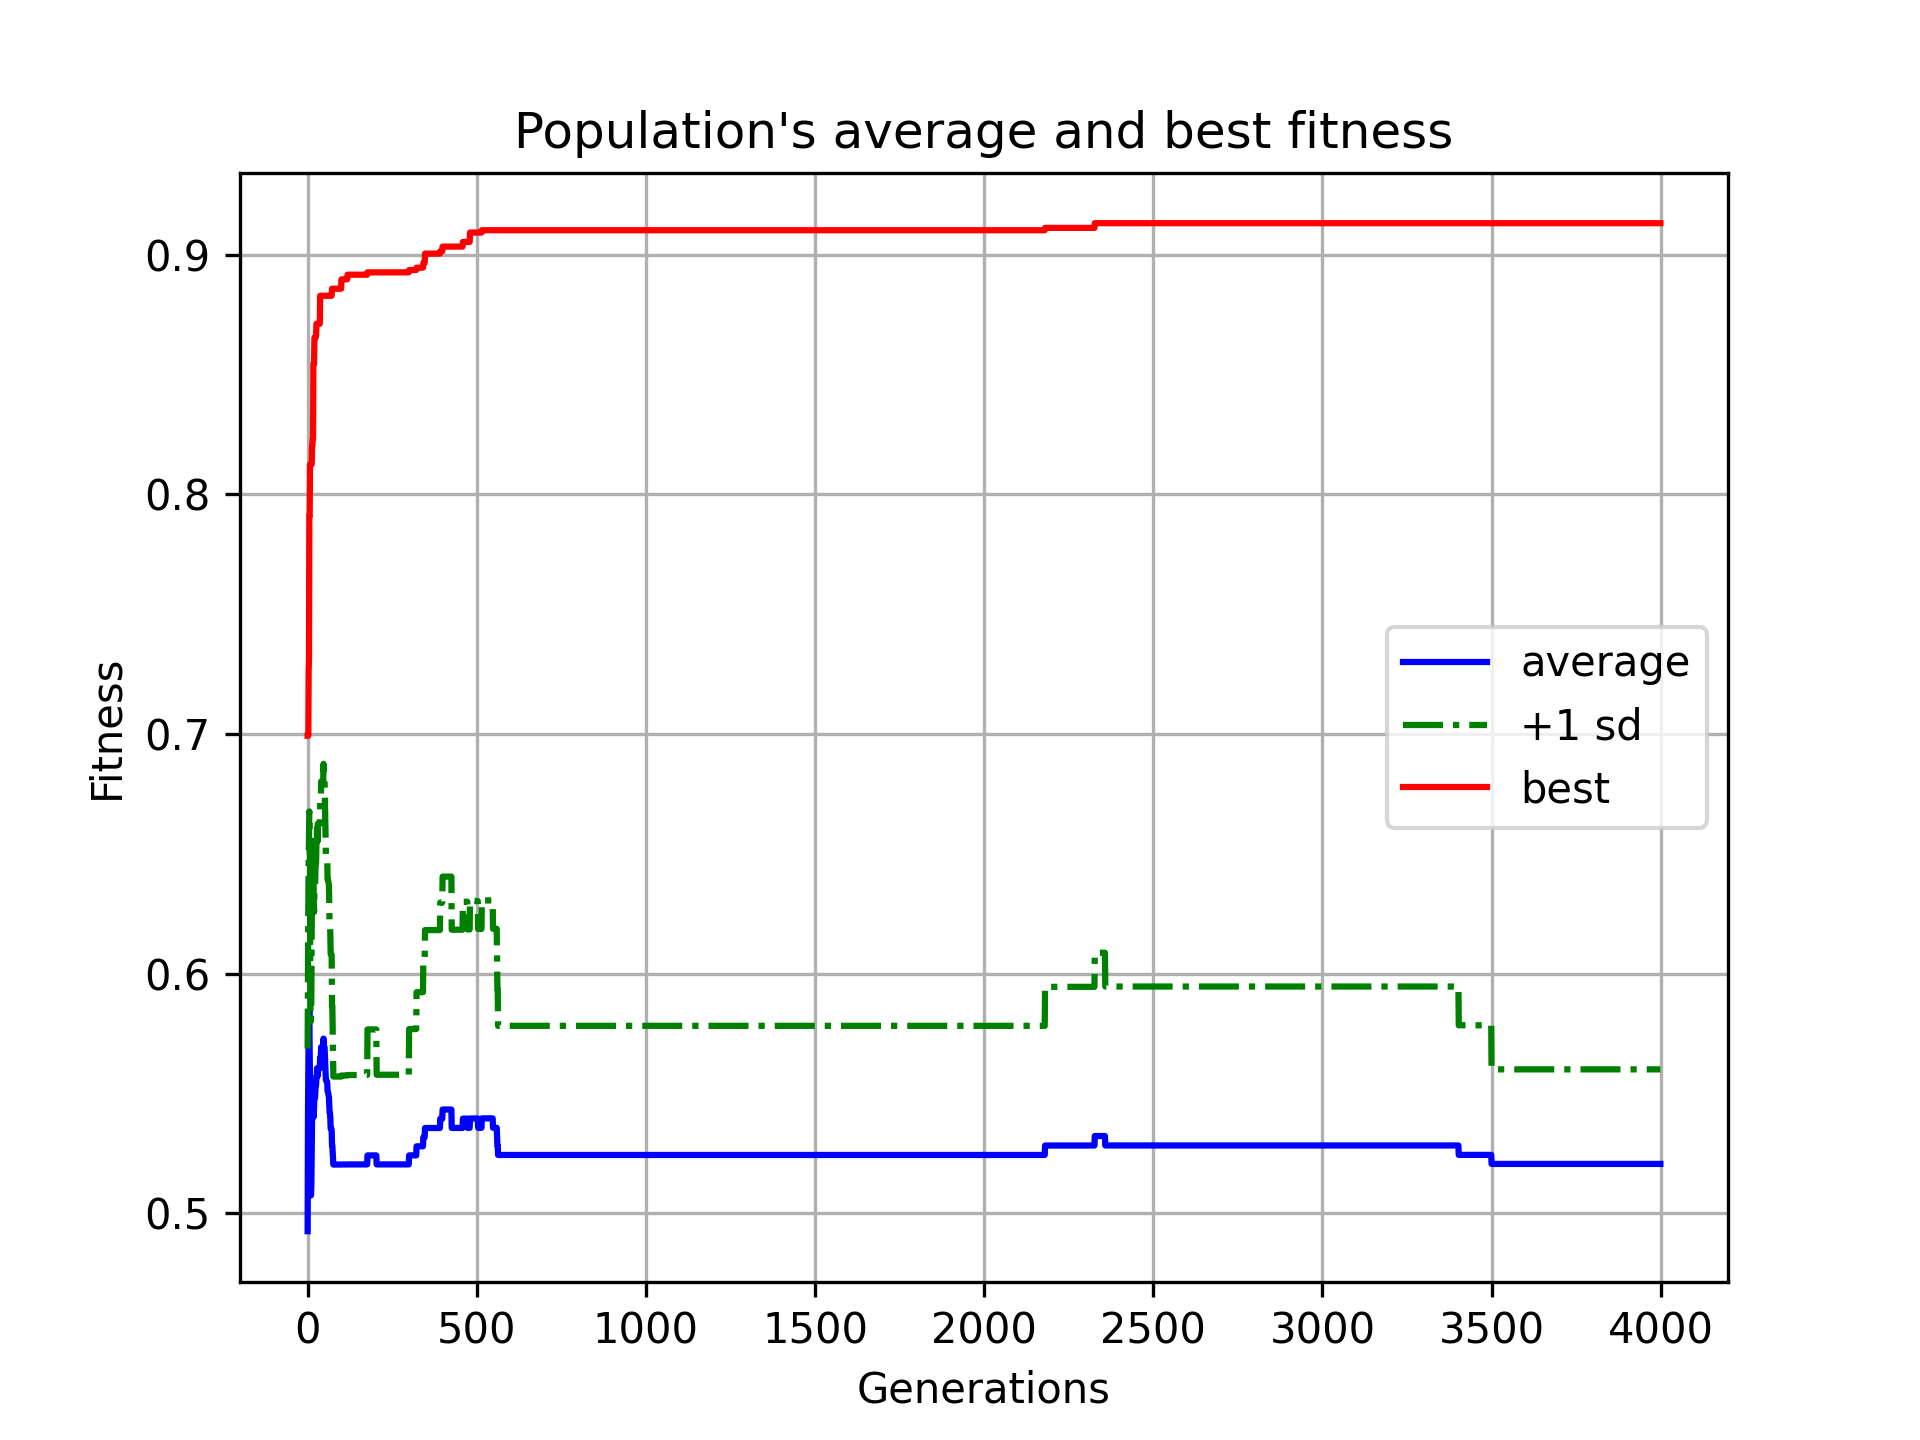 Population's average and best fitness
Fitness
0.9
0.8
0.7
0.6
0.5
average
+1 sd
best
0 500 1000 1500 2000 2500 3000 3500 4000
Generations